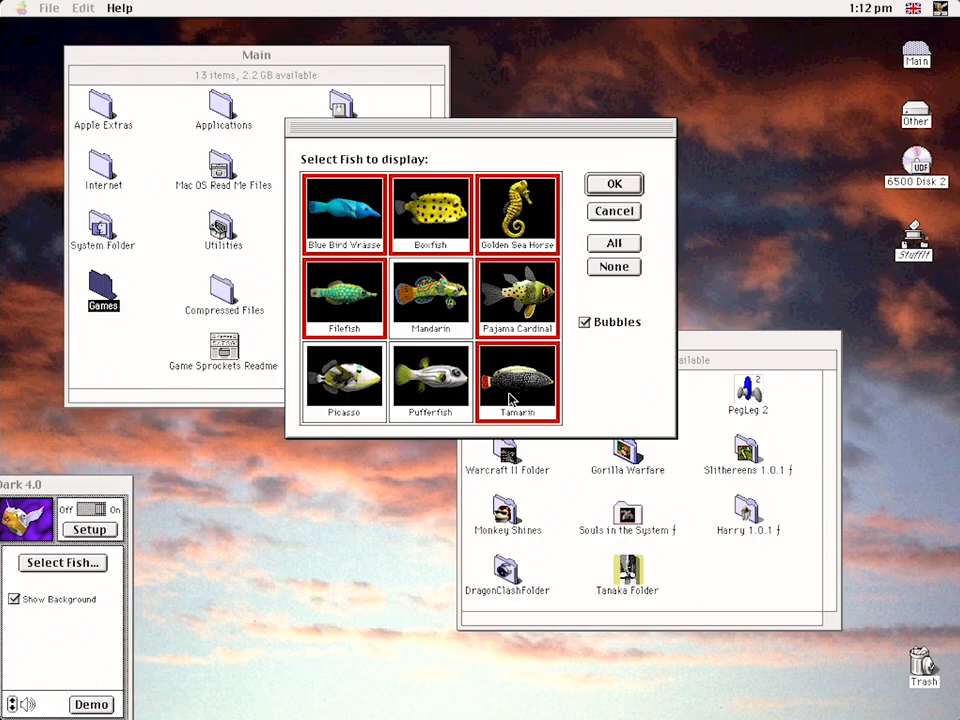 File Edit Help
1:12 pm
Main
13 items, 2.2 GB available
Apple Extras
Applications
Internet
Mac OS Read Me Files
System Folder
Utilities
Games
Compressed Files
Game Sprockets Readme
Select Fish to display:
Blue Bird Wrasse
Boxfish
Golden Sea Horse
Filefish
Mandarin
Pajama Cardinal
Picasso
Pufferfish
Tamarin
OK
Cancel
All
None
Bubbles
Main
Other
UDF
6500 Disk 2
StuffIt
Trash
available
2
PegLeg 2
Warcraft II Folder
Gorilla Warfare
Slithereens 1.0.1 ƒ
Monkey Shines
Souls in the System ƒ
Harry 1.0.1 ƒ
DragonClashFolder
Tanaka Folder
Dark 4.0
Off On
Setup
Select Fish...
Show Background
Demo